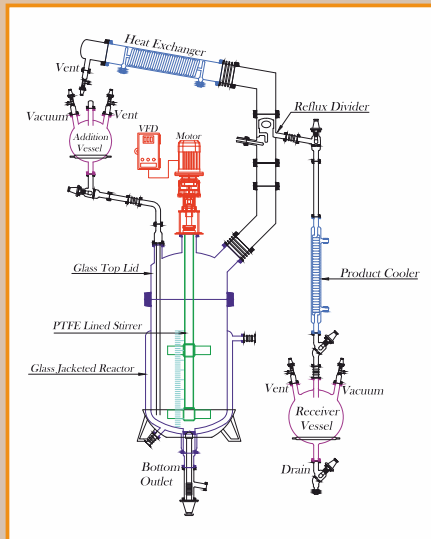 Heat Exchanger
Vent
Reflux Divider
Vacuum
Vent
VFD
Motor
Addition
Vessel
Glass Top Lid
Product Cooler
PTFE Lined Stirrer
Glass Jacketed Reactor
Vent
Vacuum
Receiver
Vessel
Bottom
Outlet
Drain